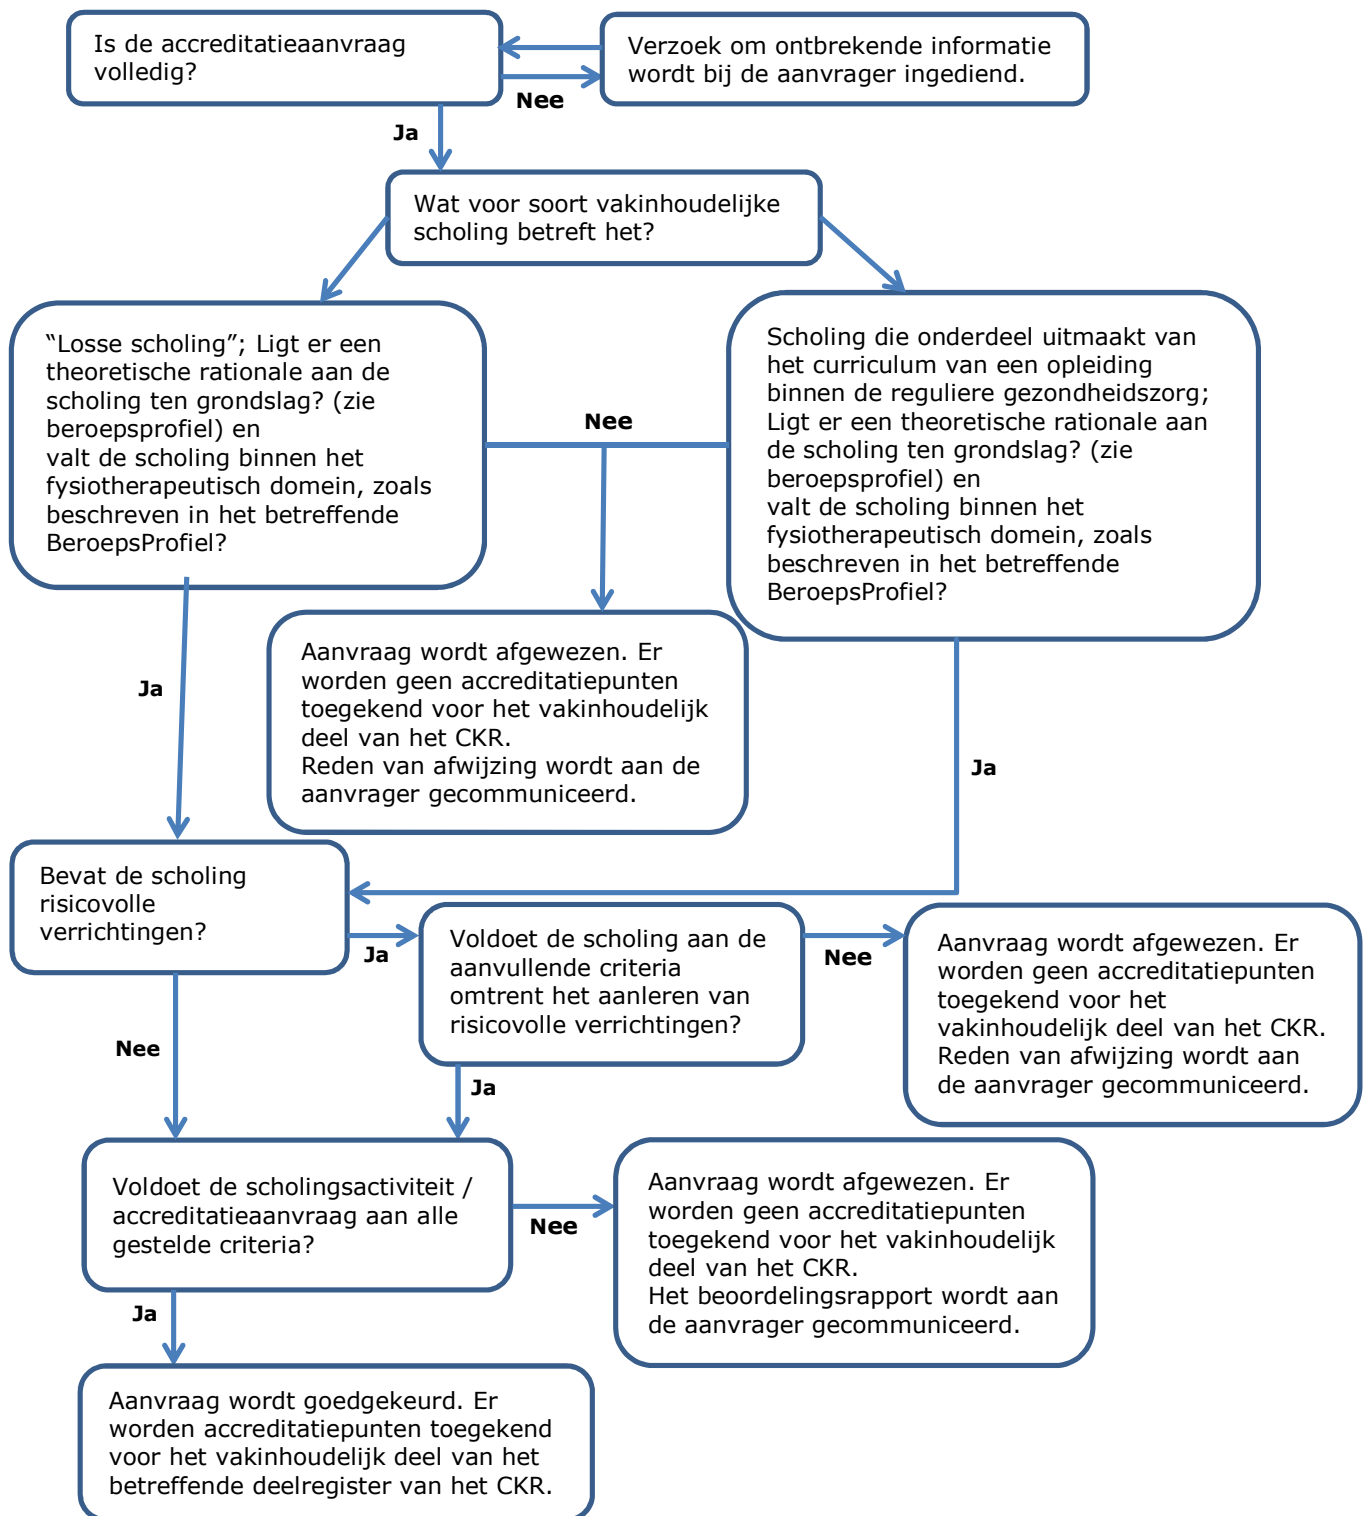 Is de accreditatieaanvraag
volledig?
Verzoek om ontbrekende informatie
wordt bij de aanvrager ingediend.
Nee
Ja
Wat voor soort vakinhoudelijke
scholing betreft het?
“Losse scholing”; Ligt er een
theoretische rationale aan de
scholing ten grondslag? (zie
beroepsprofiel) en
valt de scholing binnen het
fysiotherapeutisch domein, zoals
beschreven in het betreffende
BeroepsProfiel?
Nee
Scholing die onderdeel uitmaakt van
het curriculum van een opleiding
binnen de reguliere gezondheidszorg;
Ligt er een theoretische rationale aan
de scholing ten grondslag? (zie
beroepsprofiel) en
valt de scholing binnen het
fysiotherapeutisch domein, zoals
beschreven in het betreffende
BeroepsProfiel?
Aanvraag wordt afgewezen. Er
worden geen accreditatiepunten
toegekend voor het vakinhoudelijk
deel van het CKR.
Reden van afwijzing wordt aan de
aanvrager gecommuniceerd.
Ja
Ja
Bevat de scholing
risicovolle
verrichtingen?
Ja
Voldoet de scholing aan de
aanvullende criteria
omtrent het aanleren van
risicovolle verrichtingen?
Nee
Aanvraag wordt afgewezen. Er
worden geen accreditatiepunten
toegekend voor het
vakinhoudelijk deel van het CKR.
Reden van afwijzing wordt aan
de aanvrager gecommuniceerd.
Nee
Ja
Voldoet de scholingsactiviteit /
accreditatieaanvraag aan alle
gestelde criteria?
Nee
Aanvraag wordt afgewezen. Er
worden geen accreditatiepunten
toegekend voor het vakinhoudelijk
deel van het CKR.
Het beoordelingsrapport wordt aan
de aanvrager gecommuniceerd.
Ja
Aanvraag wordt goedgekeurd. Er
worden accreditatiepunten toegekend
voor het vakinhoudelijk deel van het
betreffende deelregister van het CKR.